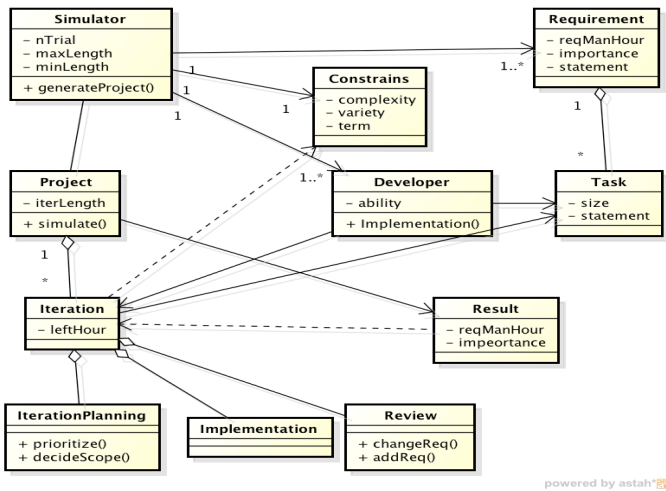 Simulator
- nTrial
- maxLength
- minLength
+ generateProject()
Requirement
- reqManHour
- importance
- statement
1
1..*
1
1
Constrains
- complexity
- variety
- term
1
1
*
1..*
Project
- iterLength
+ simulate()
Developer
- ability
+ Implementation()
Task
- size
- statement
1
*
Iteration
- leftHour
Result
- reqManHour
- impeortance
IterationPlanning
+ prioritize()
+ decideScope()
Implementation
Review
+ changeReq()
+ addReq()
powered by astah*